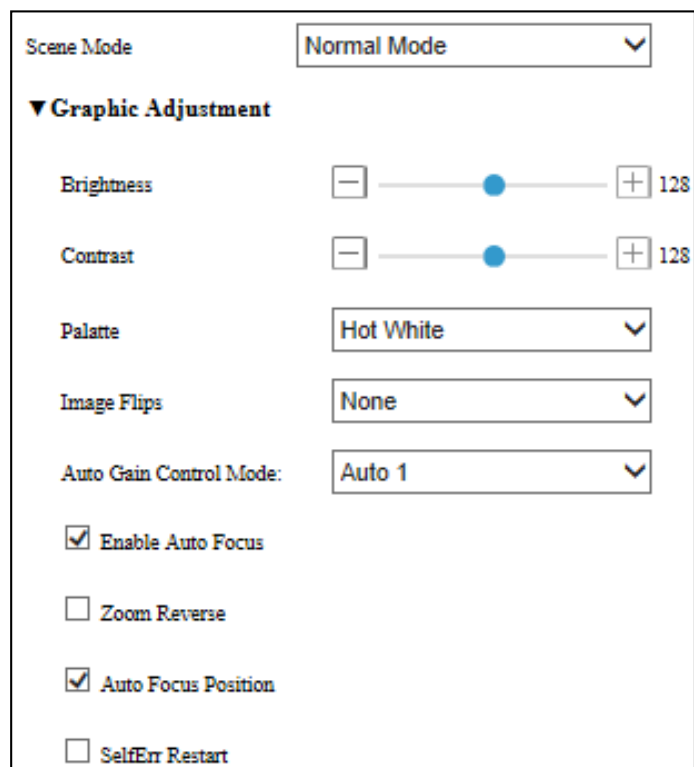 Scene Mode Normal Mode
▼Graphic Adjustment
Brightness 128
Contrast 128
Palatte Hot White
Image Flips None
Auto Gain Control Mode: Auto 1
Enable Auto Focus
Zoom Reverse
Auto Focus Position
SelfErr Restart